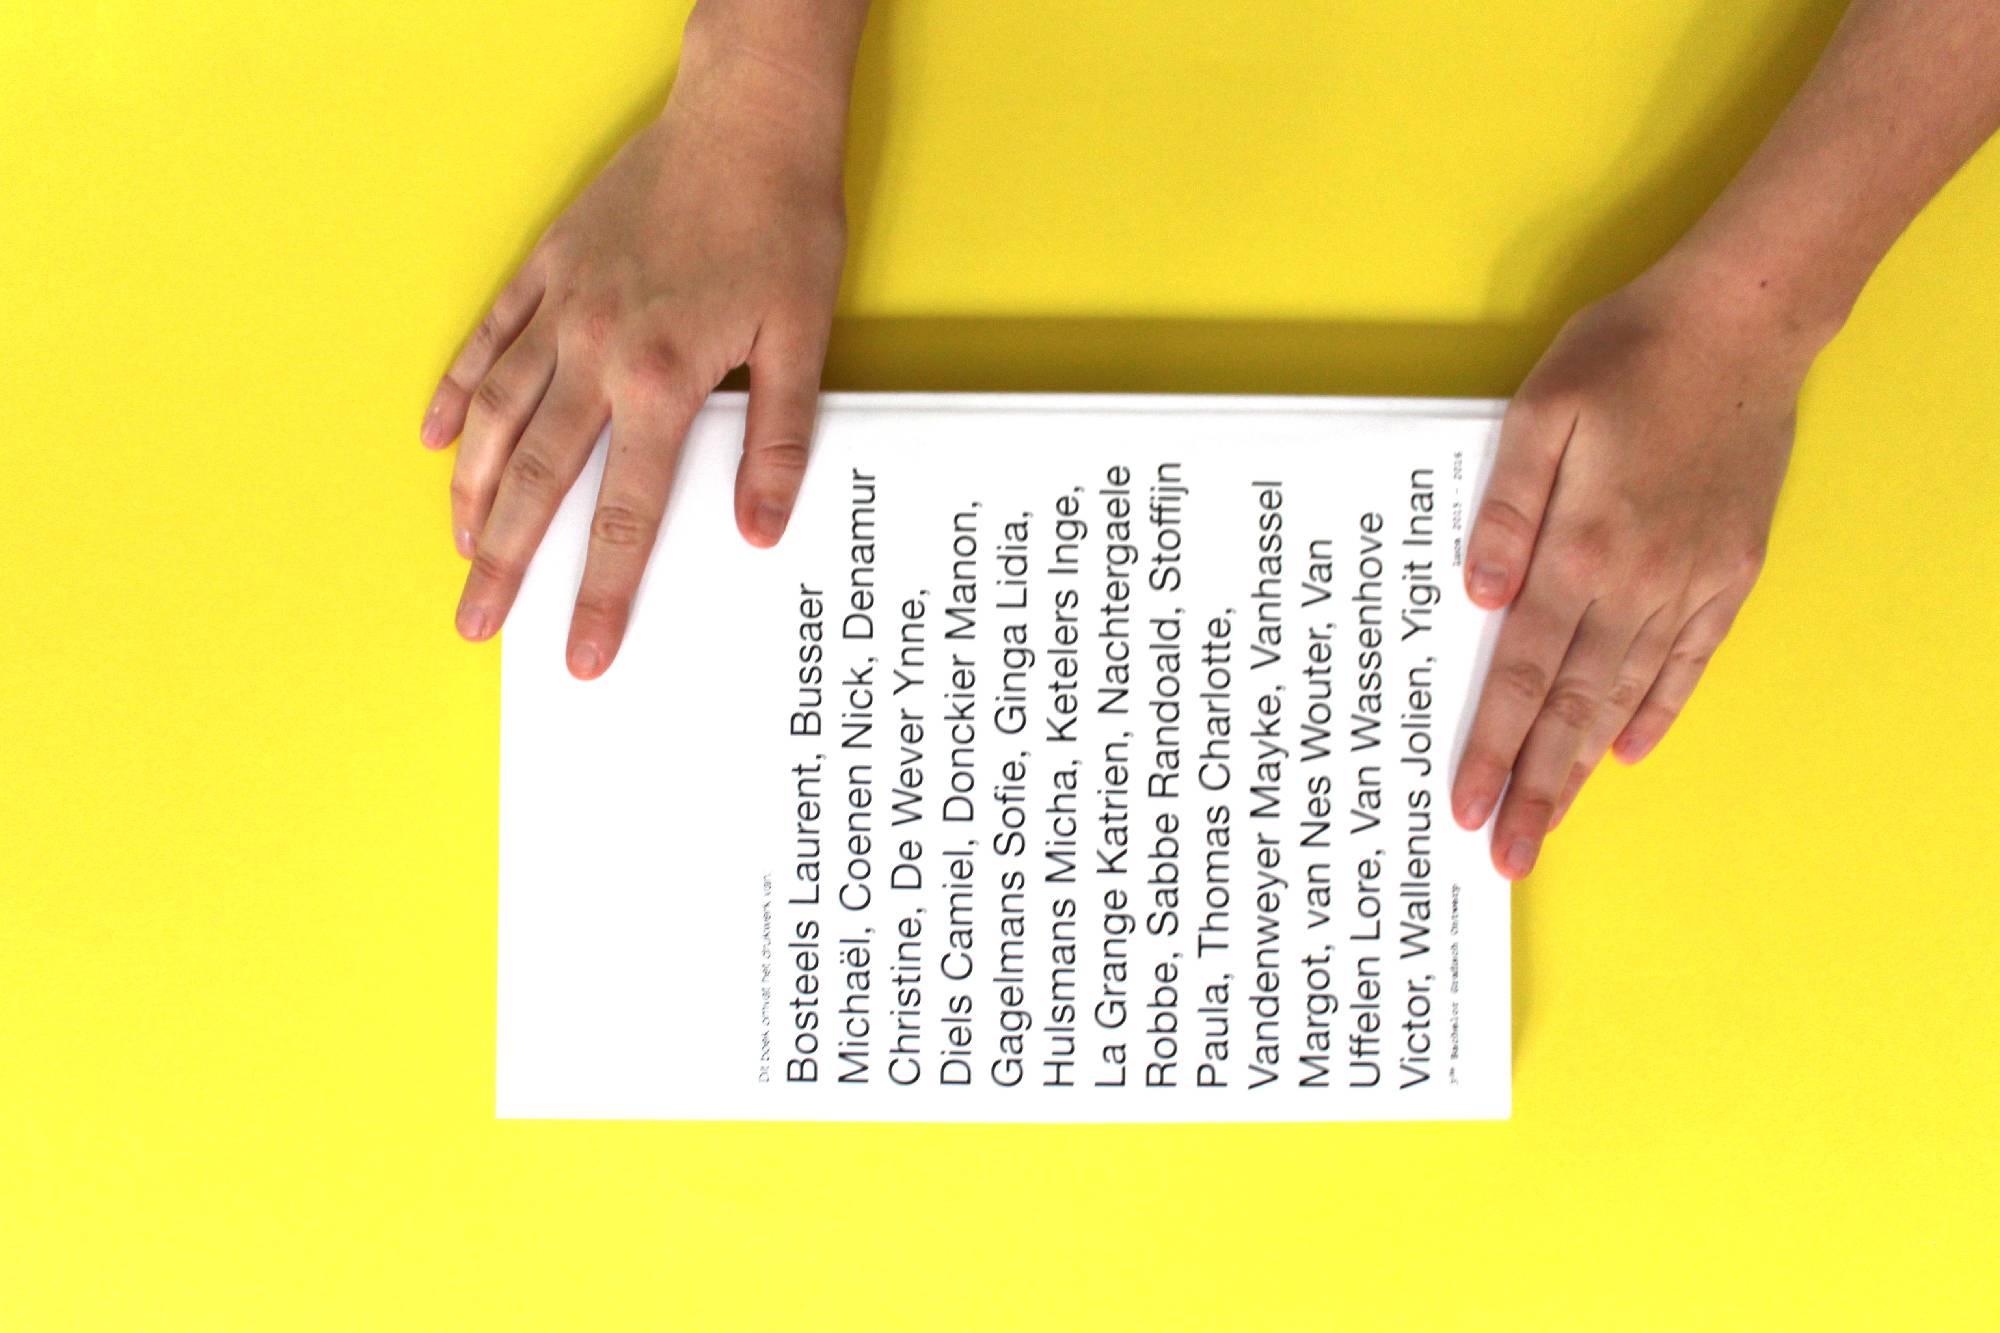 Dit boek omvat het drukwerk van
Bosteels Laurent, Bussaer
Michaël, Coenen Nick, Denamur
Christine, De Wever Ynne,
Diels Camiel, Donckier Manon,
Gagelmans Sofie, Ginga Lidia,
Hulsmans Micha, Ketelers Inge,
La Grange Katrien, Nachtergaele
Robbe, Sabbe Randoald, Stoffijn
Paula, Thomas Charlotte,
Vandenweyer Mayke, Vanhassel
Margot, van Nes Wouter, Van
Uffelen Lore, Van Wassenhove
Victor, Wallenus Jolien, Yigit Inan
3de Bachelor Grafisch Ontwerp Luca 2015 - 2016